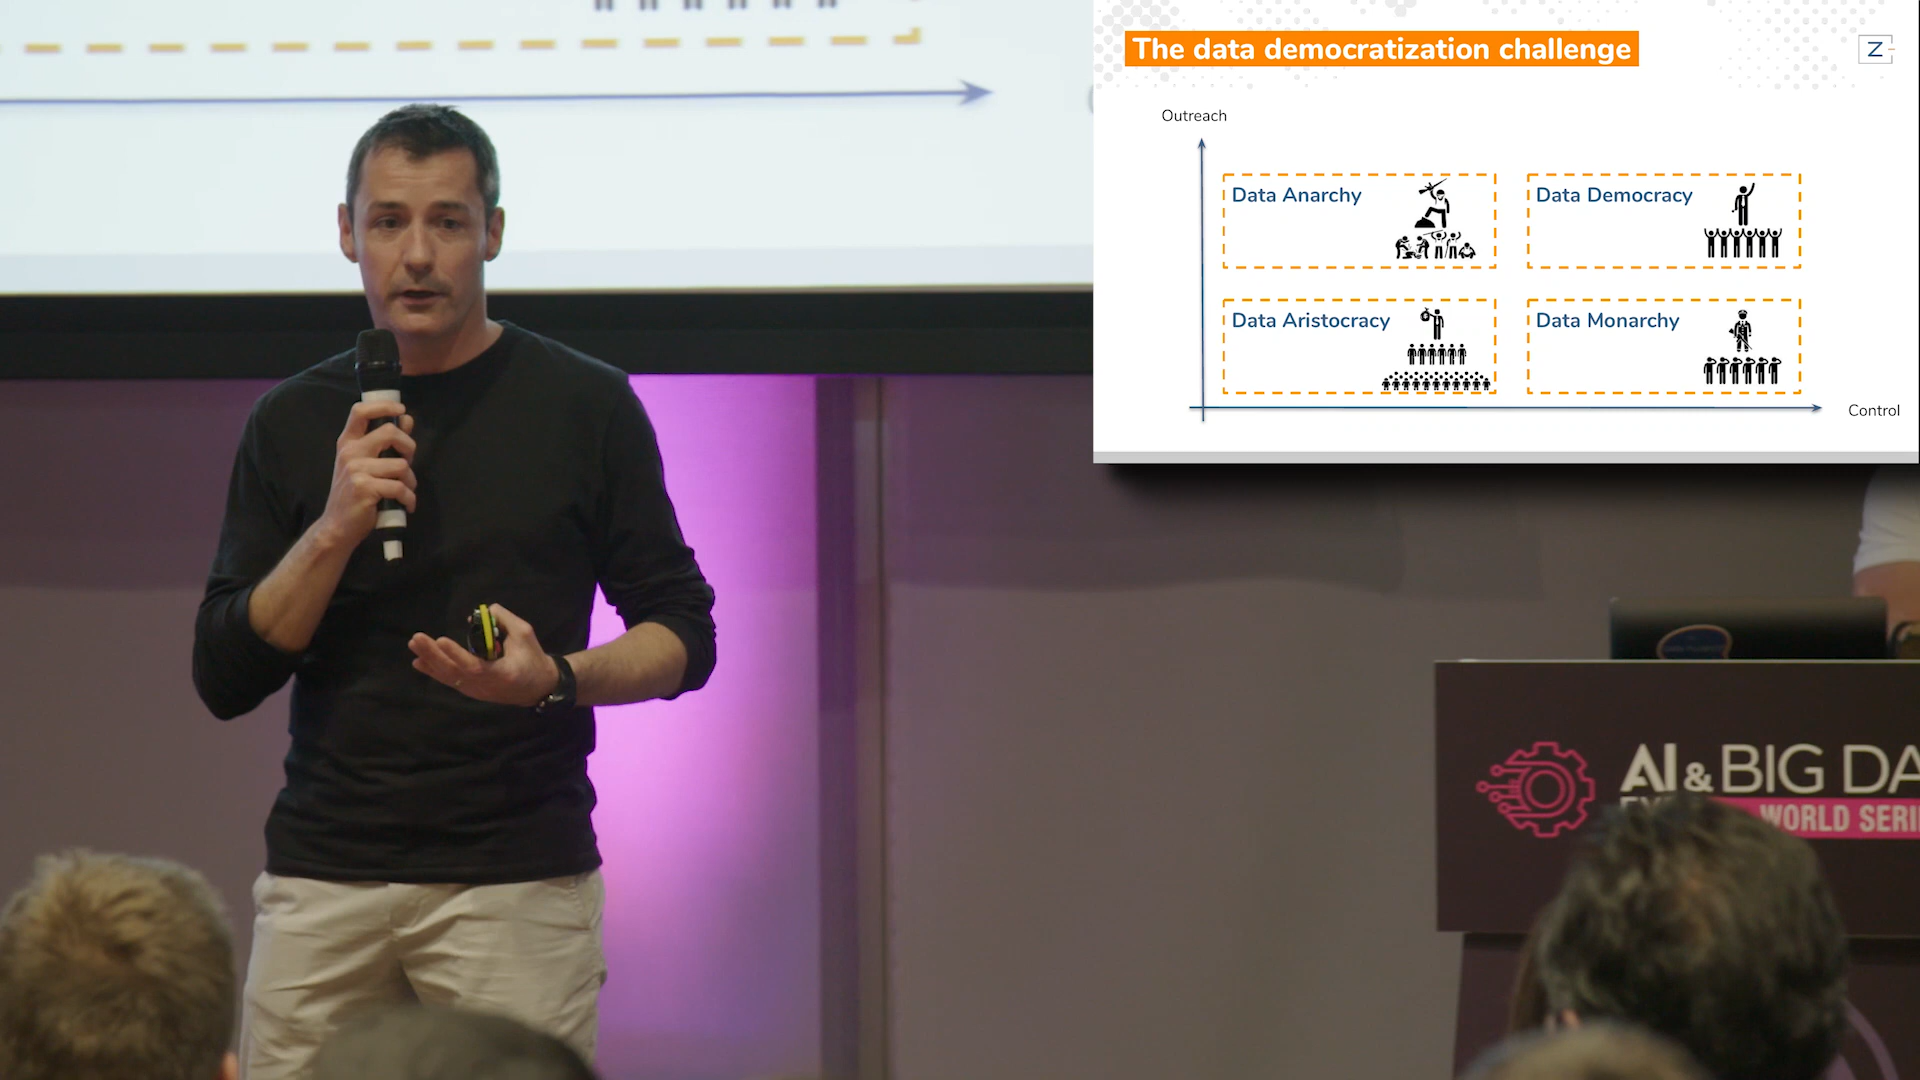 The data democratization challenge
Z
Outreach
Data Anarchy
Data Democracy
Data Aristocracy
Data Monarchy
Control
AI & BIG DA
WORLD SERI